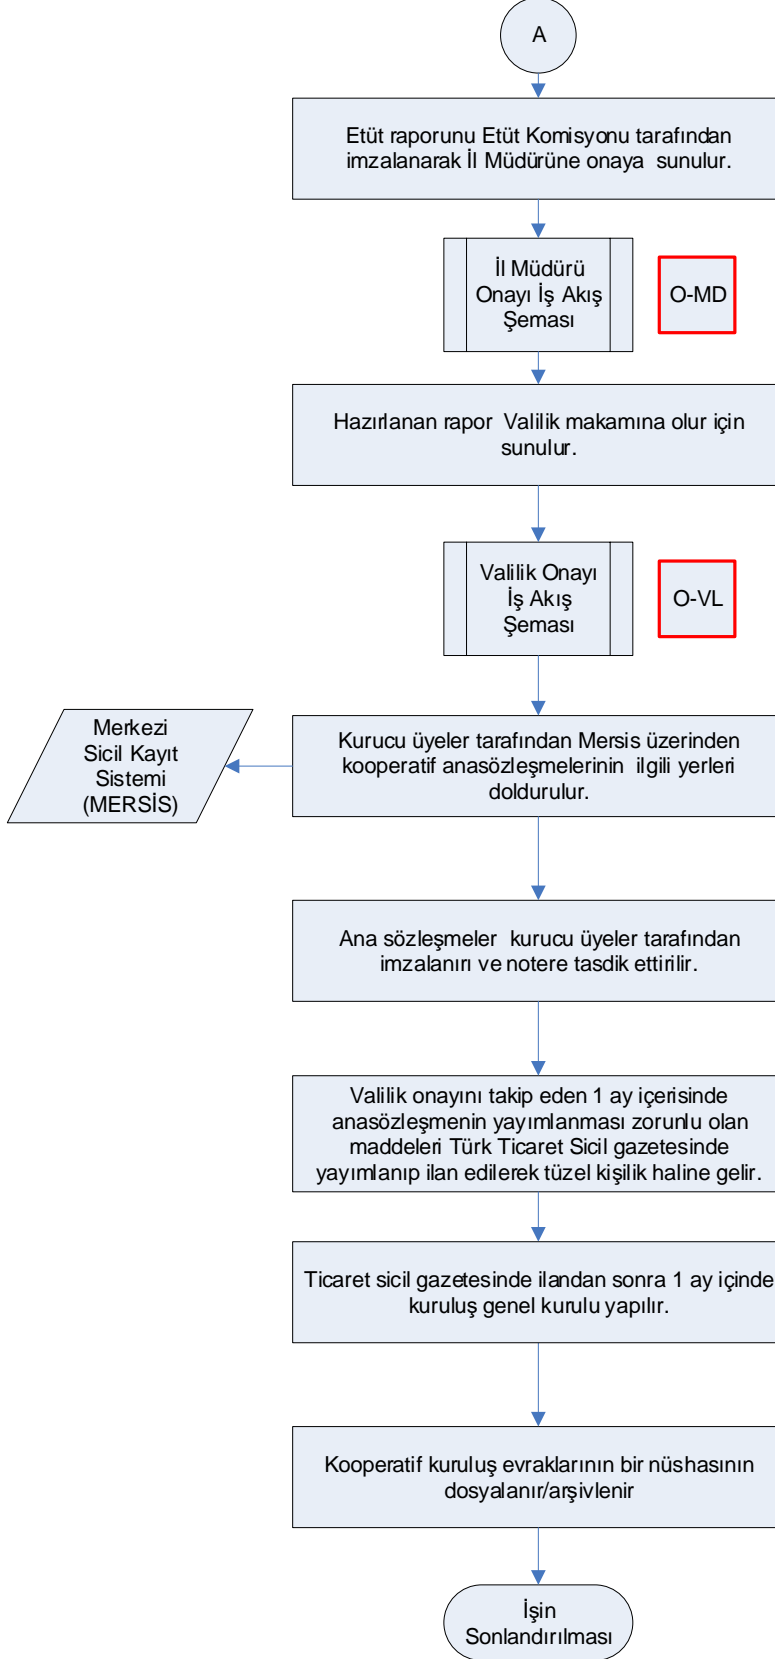 A
Etüt raporunu Etüt Komisyonu tarafından
imzalanarak İl Müdürüne onaya  sunulur.
İl Müdürü
Onayı İş Akış
Şeması
O-MD
Hazırlanan rapor  Valilik makamına olur için
sunulur.
Valilik Onayı
İş Akış
Şeması
O-VL
Merkezi
Sicil Kayıt
Sistemi
(MERSİS)
Kurucu üyeler tarafından Mersis üzerinden
kooperatif anasözleşmelerinin  ilgili yerleri
doldurulur.
Ana sözleşmeler  kurucu üyeler tarafından
imzalanırı ve notere tasdik ettirilir.
Valilik onayını takip eden 1 ay içerisinde
anasözleşmenin yayımlanması zorunlu olan
maddeleri Türk Ticaret Sicil gazetesinde
yayımlanıp ilan edilerek tüzel kişilik haline gelir.
Ticaret sicil gazetesinde ilandan sonra 1 ay içinde
kuruluş genel kurulu yapılır.
Kooperatif kuruluş evraklarının bir nüshasının
dosyalanır/arşivlenir
İşin
Sonlandırılması